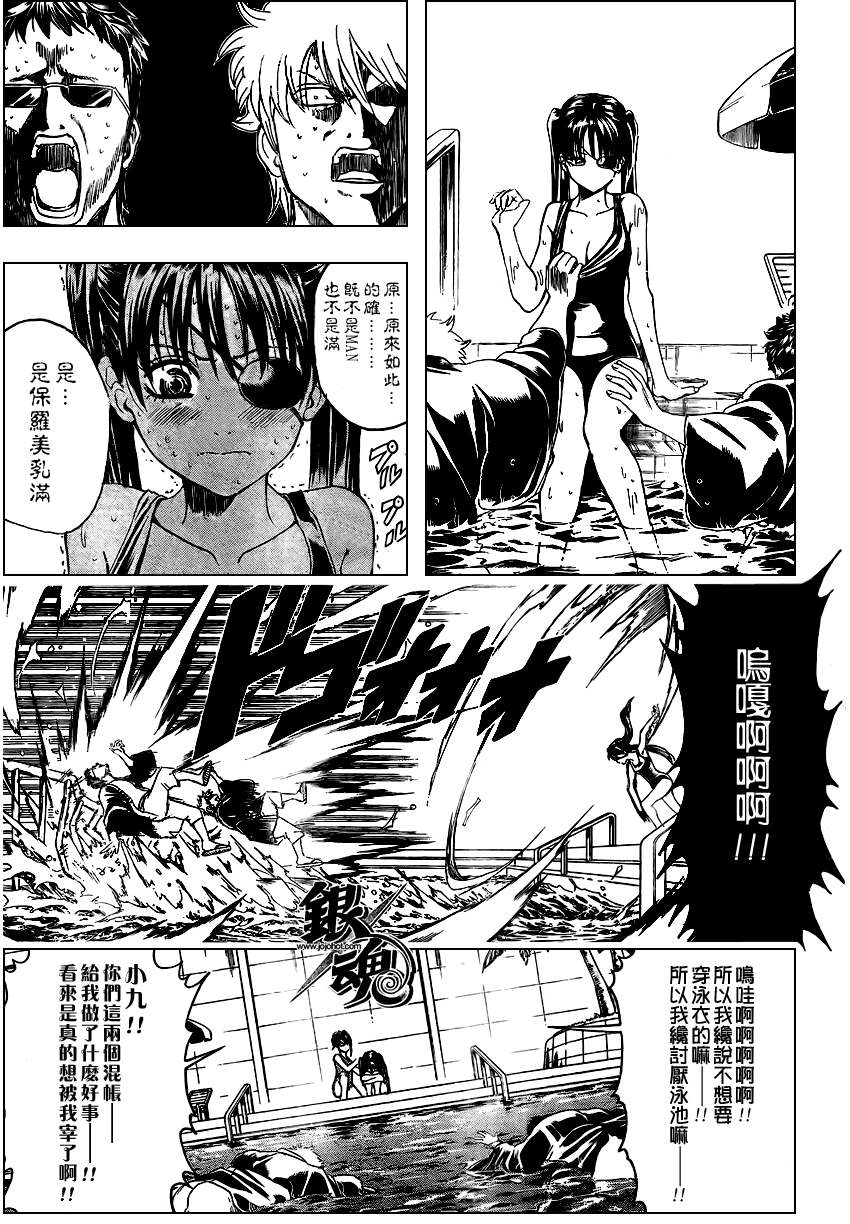 原…原來如此…
的確………
既不是MAN
也不是滿
是…
是保羅美乳滿
プル
プル
嗚嘎啊啊啊!!!
ドゴォォォ
銀魂
www.jojohot.com
鳴哇啊啊啊啊啊!!
所以我纔說不想要
穿泳衣的嘛——!!
所以我纔討厭泳池嘛——!!
小九!!
你們這兩個混帳——
給我做了什麼好事——!!
看來是真的想被我宰了啊!!